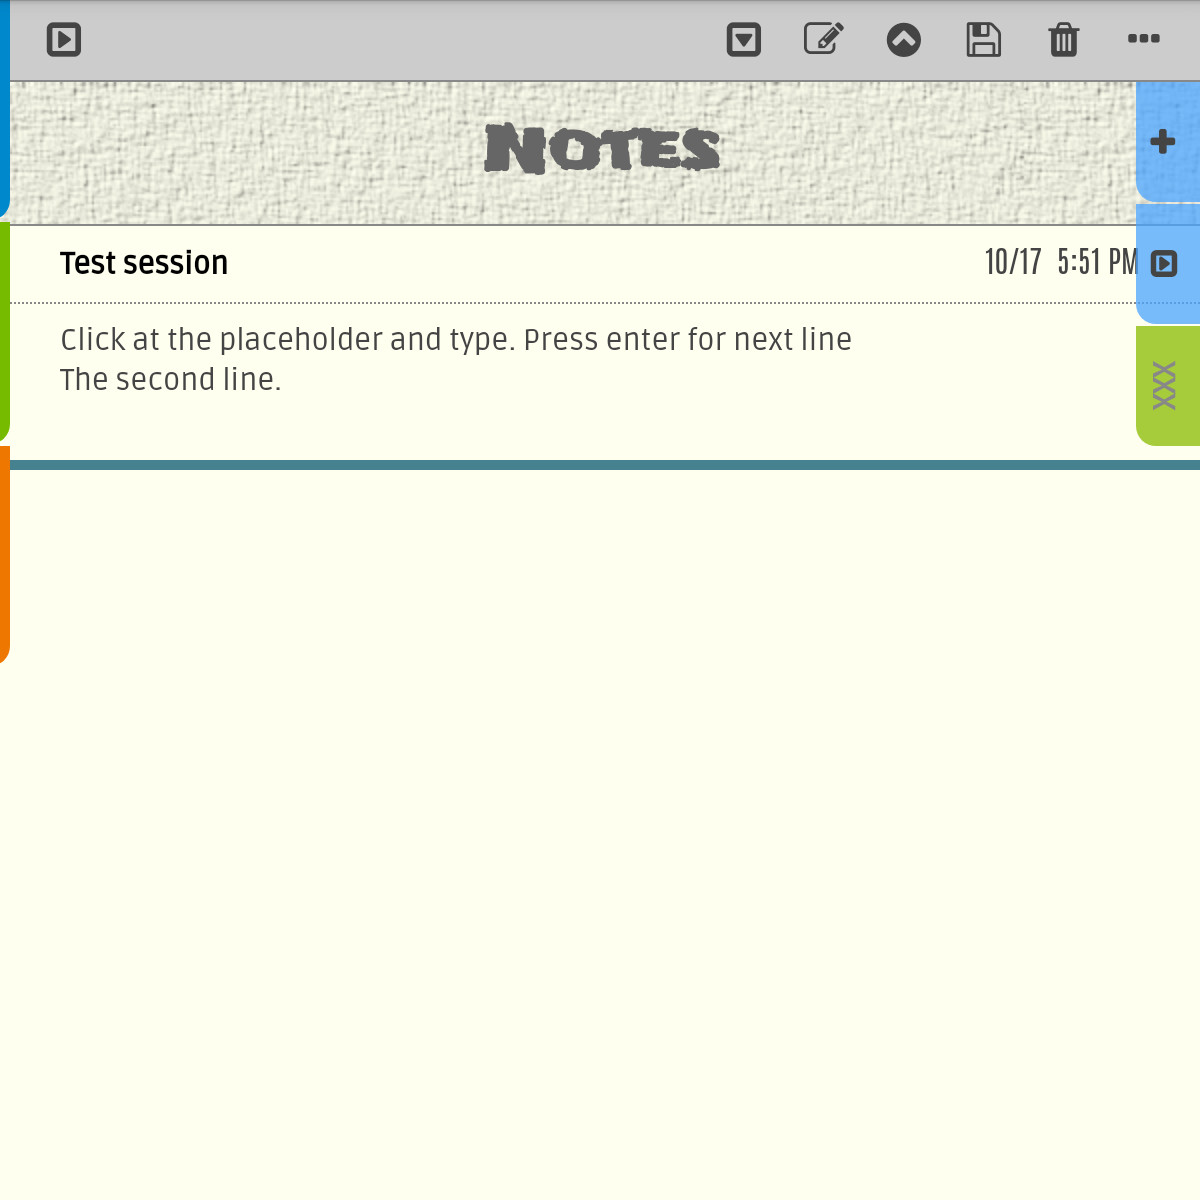 NOTES
Test session 10/17 5:51 PM
Click at the placeholder and type. Press enter for next line
The second line.
XXX